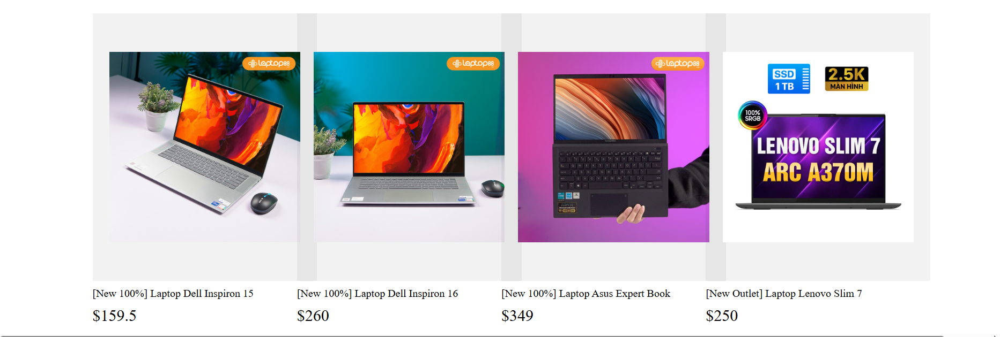 Laptop88
Laptop88
Laptop88
SSD
1 TB
2.5K
MÀN HÌNH
100%
SRGB
LENOVO SLIM 7
ARC A370M
[New 100%] Laptop Dell Inspiron 15
[New 100%] Laptop Dell Inspiron 16
[New 100%] Laptop Asus Expert Book
[New Outlet] Laptop Lenovo Slim 7
$159.5
$260
$349
$250